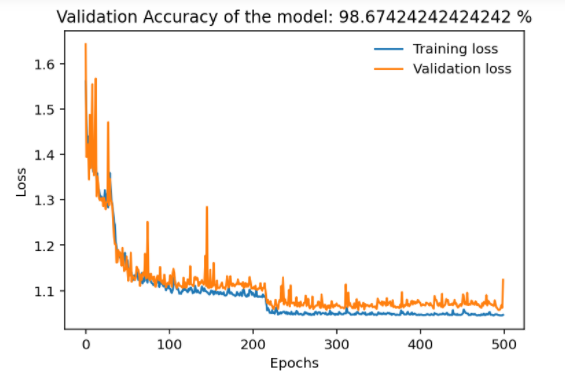 Validation Accuracy of the model: 98.67424242424242 %
Training loss
Validation loss
1.6
1.5
1.4
1.3
1.2
1.1
Loss
0 100 200 300 400 500
Epochs